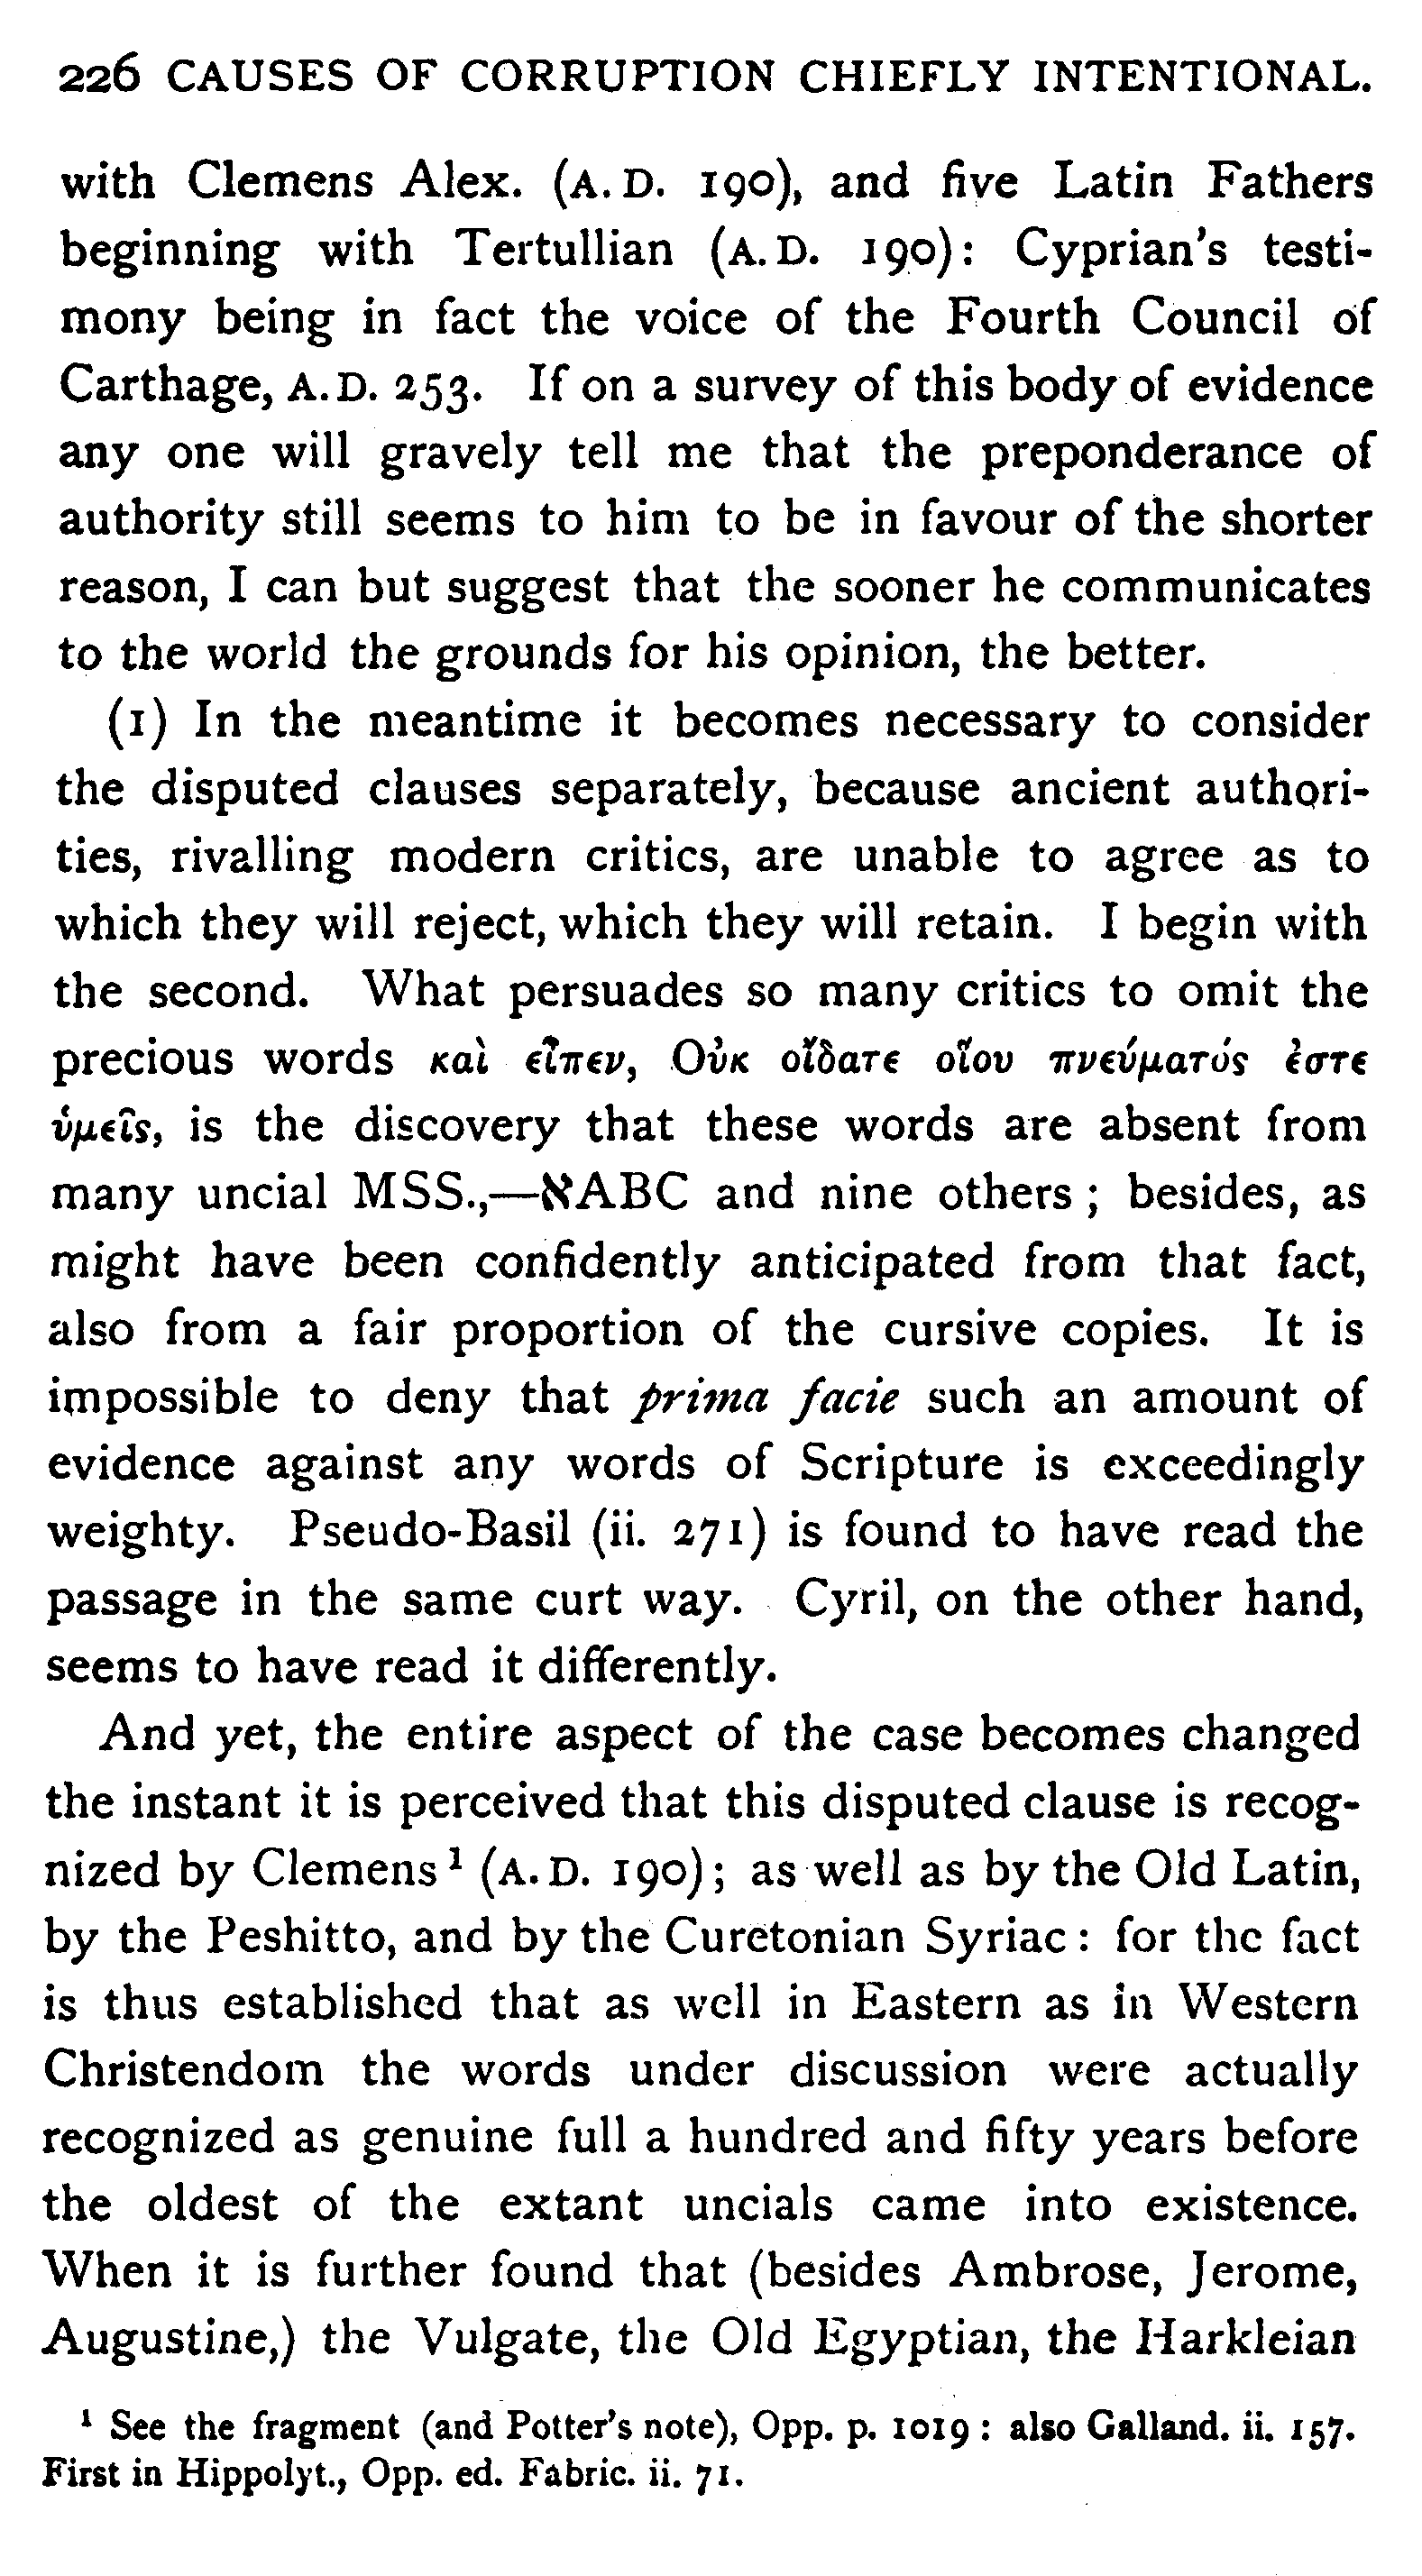 226 CAUSES OF CORRUPTION CHIEFLY INTENTIONAL.
with Clemens Alex. (A.D. 190), and five Latin Fathers
beginning with Tertullian (A.D. 190): Cyprian's testi-
mony being in fact the voice of the Fourth Council of
Carthage, A.D. 253. If on a survey of this body of evidence
any one will gravely tell me that the preponderance of
authority still seems to him to be in favour of the shorter
reason, I can but suggest that the sooner he communicates
to the world the grounds for his opinion, the better.
(1) In the meantime it becomes necessary to consider
the disputed clauses separately, because ancient authori-
ties, rivalling modern critics, are unable to agree as to
which they will reject, which they will retain. I begin with
the second. What persuades so many critics to omit the
precious words καὶ εἶπεν, Οὐκ οἴδατε οἵου πνεύματός ἐστε
ὑμεῖς, is the discovery that these words are absent from
many uncial MSS.,—אABC and nine others; besides, as
might have been confidently anticipated from that fact,
also from a fair proportion of the cursive copies. It is
impossible to deny that prima facie such an amount of
evidence against any words of Scripture is exceedingly
weighty. Pseudo-Basil (ii. 271) is found to have read the
passage in the same curt way. Cyril, on the other hand,
seems to have read it differently.
And yet, the entire aspect of the case becomes changed
the instant it is perceived that this disputed clause is recog-
nized by Clemens¹ (A.D. 190); as well as by the Old Latin,
by the Peshitto, and by the Curetonian Syriac: for the fact
is thus established that as well in Eastern as in Western
Christendom the words under discussion were actually
recognized as genuine full a hundred and fifty years before
the oldest of the extant uncials came into existence.
When it is further found that (besides Ambrose, Jerome,
Augustine,) the Vulgate, the Old Egyptian, the Harkleian
¹ See the fragment (and Potter's note), Opp. p. 1019: also Galland. ii. 157.
First in Hippolyt., Opp. ed. Fabric. ii. 71.